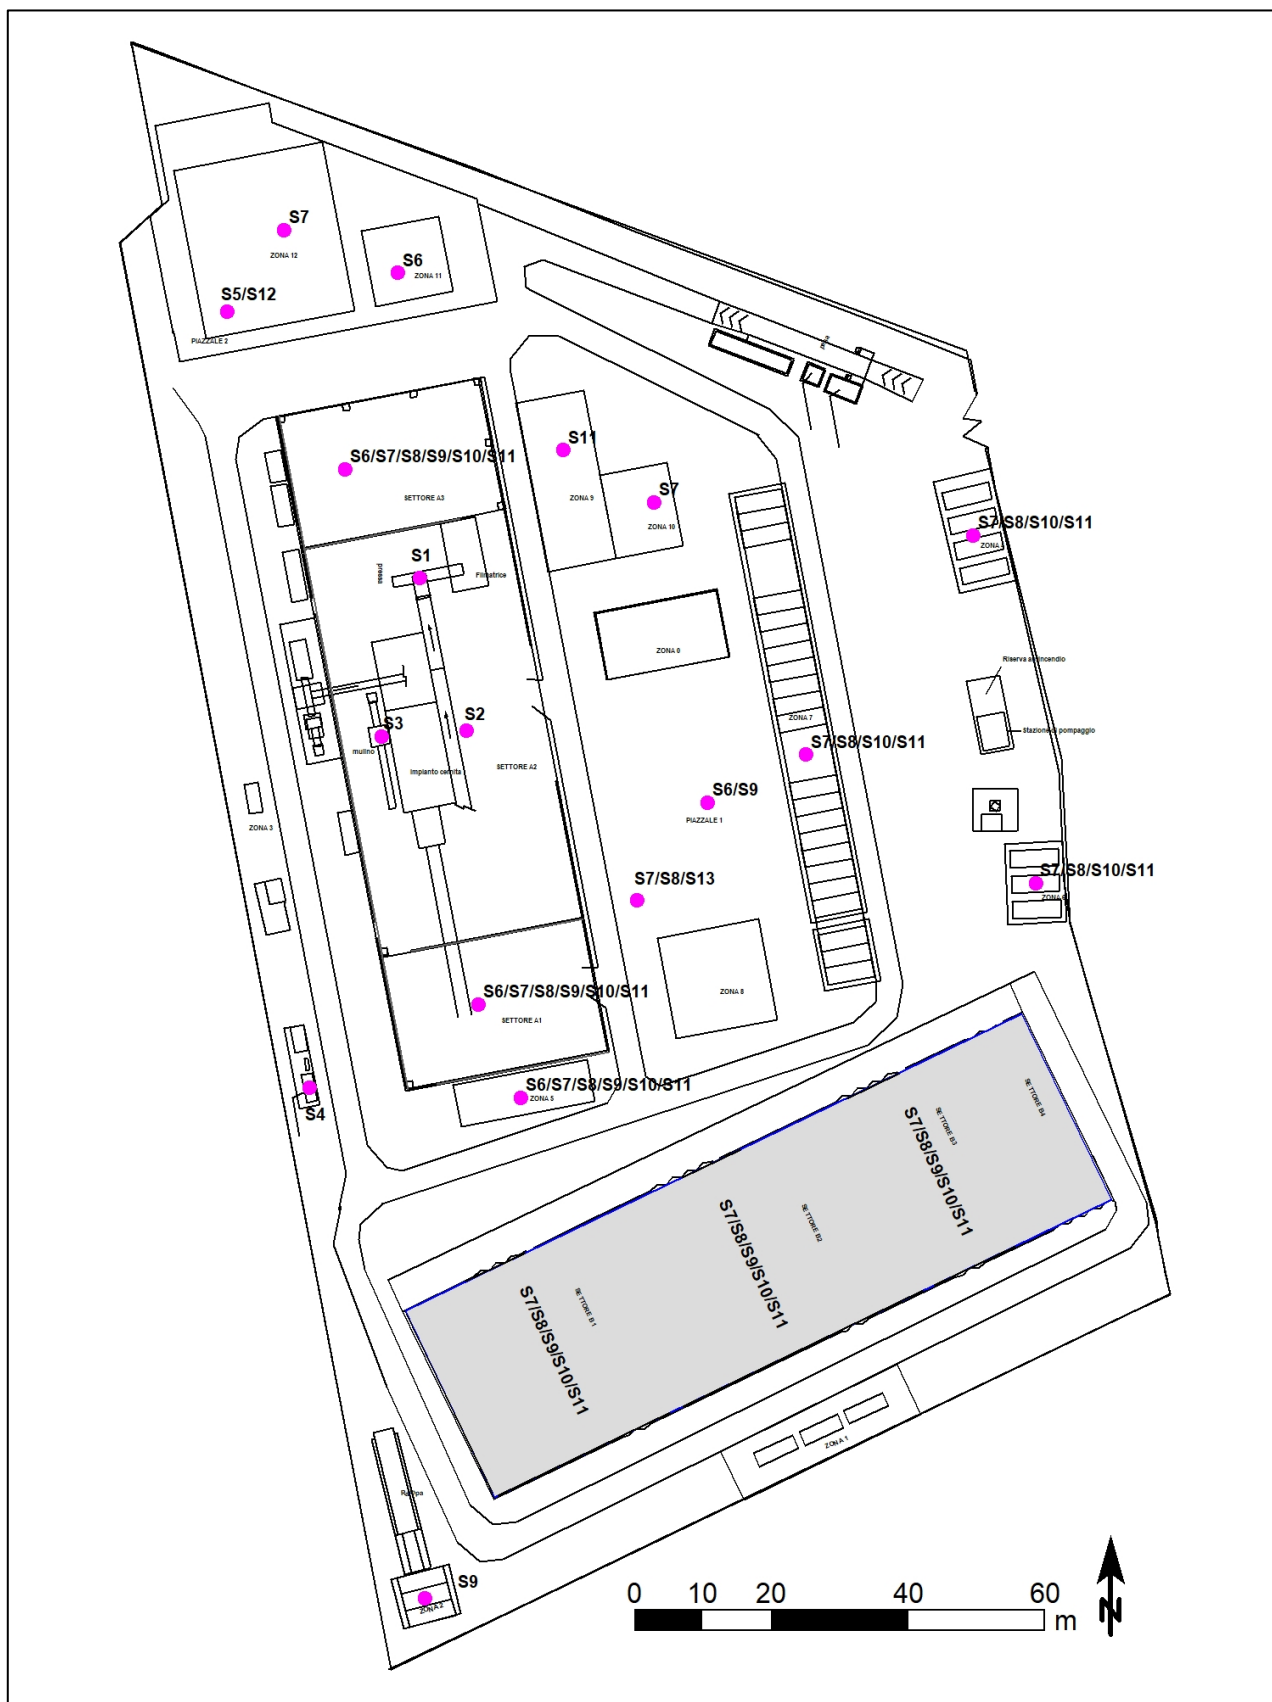 S7
ZONA 12
S6
ZONA 11
S5/S12
PIAZZALE 2
S11
ZONA 9
S7
ZONA 10
S6/S7/S8/S9/S10/S11
SETTORE A3
S7/S8/S10/S11
S1
pressa
Filmatrice
ZONA 0
Riserva antincendio
Stazione di pompaggio
ZONA 7
S7/S8/S10/S11
S3
S2
mulino
Impianto cernita
SETTORE A2
S6/S9
PIAZZALE 1
ZONA 3
S7/S8/S10/S11
S7/S8/S13
ZONA 8
S6/S7/S8/S9/S10/S11
SETTORE A1
S6/S7/S8/S9/S10/S11
ZONA 5
S4
SETTORE B4
SETTORE B3
S7/S8/S9/S10/S11
SETTORE B2
S7/S8/S9/S10/S11
SETTORE B1
S7/S8/S9/S10/S11
ZONA 1
S9
ZONA 2
0 10 20 40 60
m
N